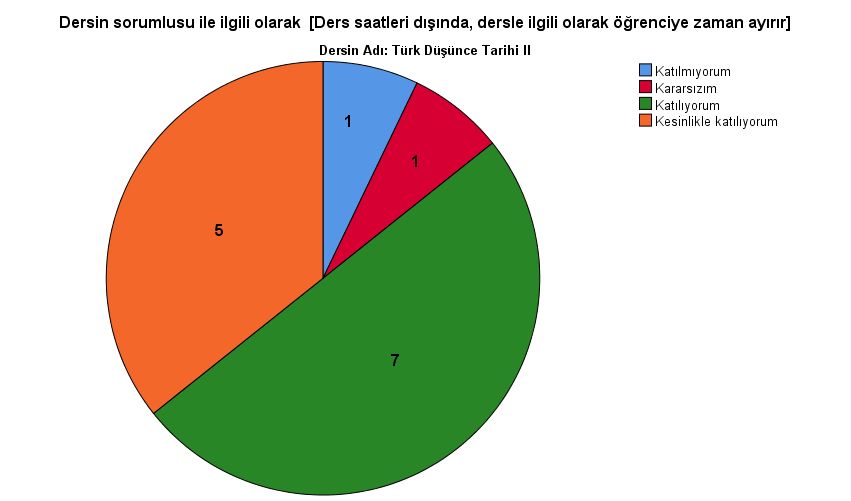 Dersin sorumlusu ile ilgili olarak [Ders saatleri dışında, dersle ilgili olarak öğrenciye zaman ayırır]
Dersin Adı: Türk Düşünce Tarihi II
Katılmıyorum
Kararsızım
Katılıyorum
Kesinlikle katılıyorum
1
1
5
7